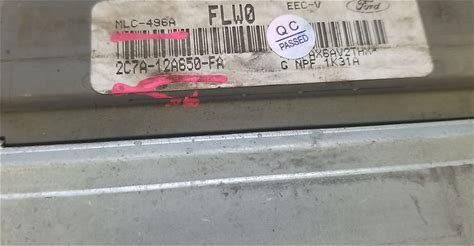 MLC-496A FLW0 EEC-V Ford
QC
PASSED
2C7A-12A650-FA
G NPF 1K31A